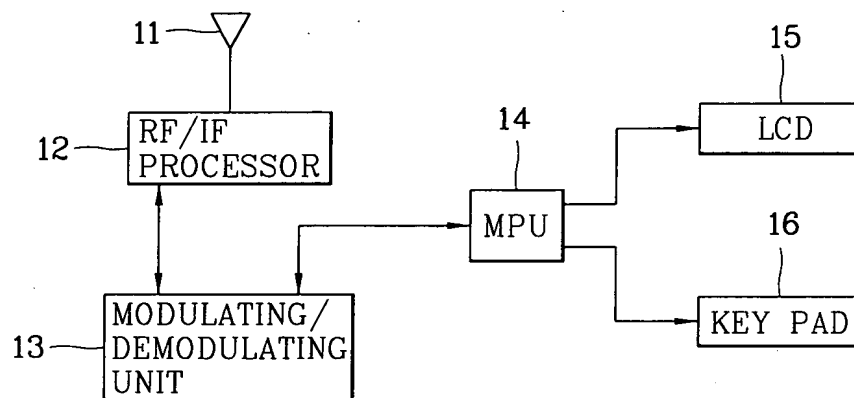 11
RF/IF
PROCESSOR
12
MODULATING/
DEMODULATING
UNIT
13
14
MPU
15
LCD
16
KEY PAD